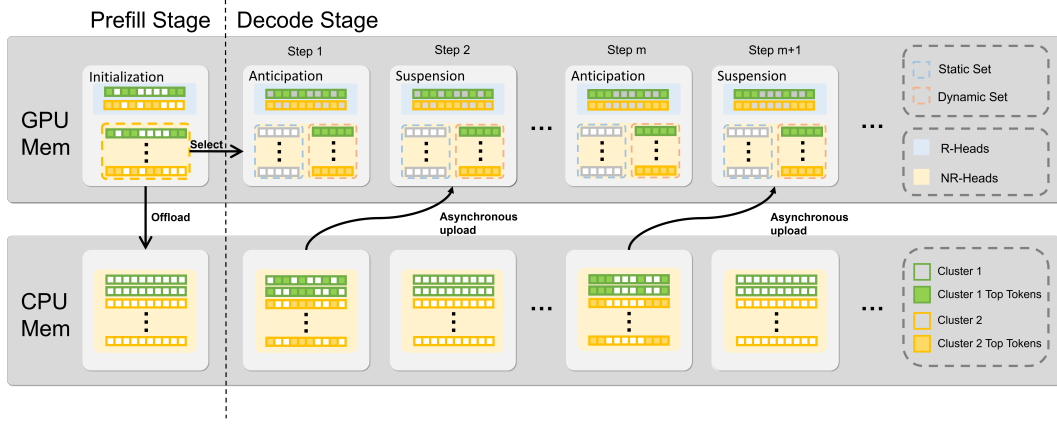 Prefill Stage
Decode Stage
Step 1
Step 2
Step m
Step m+1
GPU
Mem
Initialization
Select
Anticipation
Suspension
...
Anticipation
Suspension
...
Static Set
Dynamic Set
R-Heads
NR-Heads
Offload
Asynchronous
upload
Asynchronous
upload
CPU
Mem
...
...
Cluster 1
Cluster 1 Top Tokens
Cluster 2
Cluster 2 Top Tokens